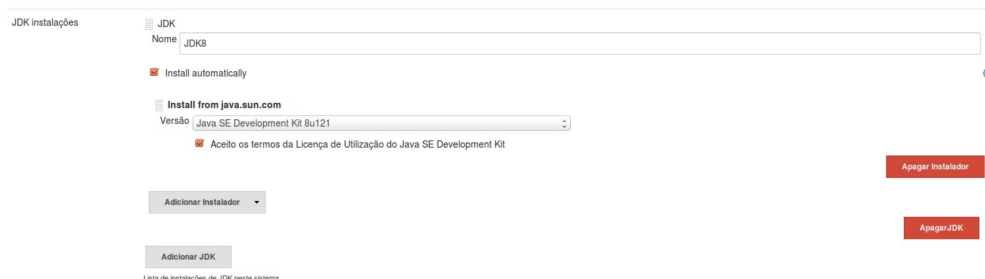 JDK instalações
JDK
Nome JDK8
Install automatically
Install from java.sun.com
Versão Java SE Development Kit 8u121
Aceito os termos da Licença de Utilização do Java SE Development Kit
Apagar Instalador
Adicionar Instalador
ApagarJDK
Adicionar JDK
Lista de instalações de JDK neste sistema